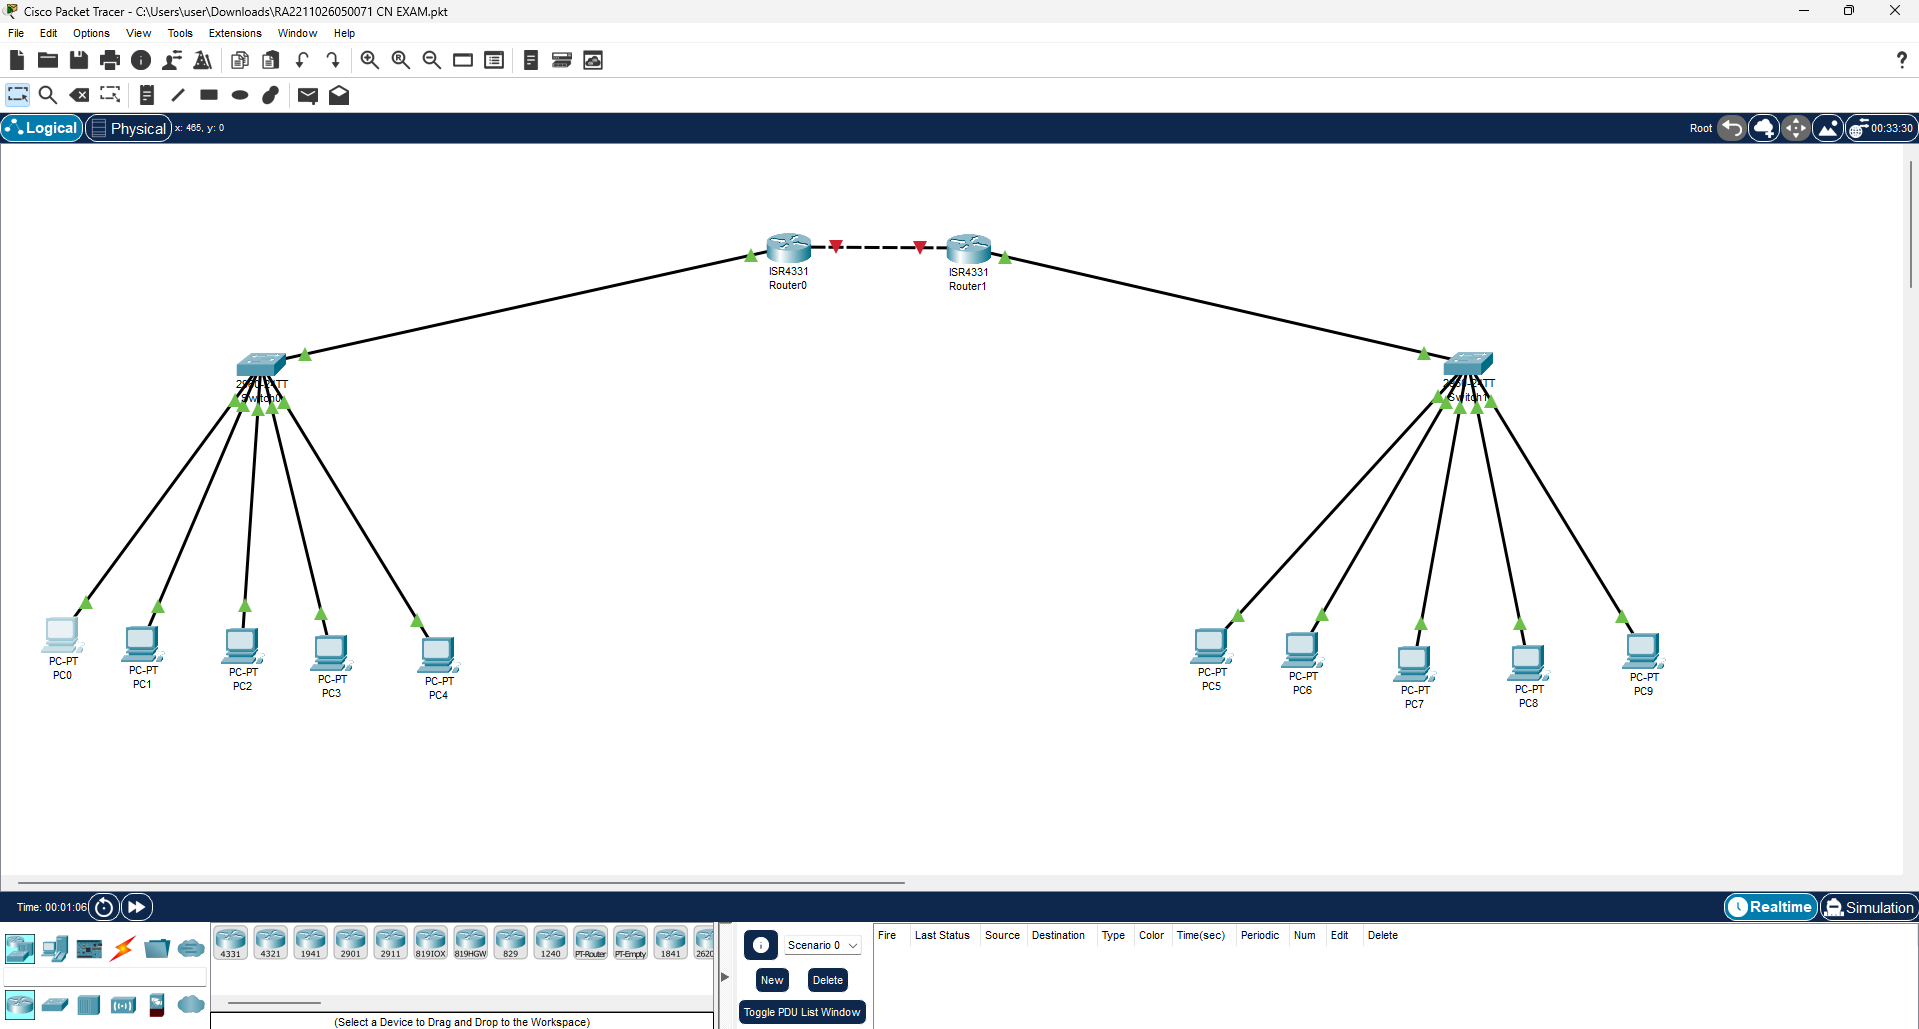 Cisco Packet Tracer - C:\Users\user\Downloads\RA2211026050071 CN EXAM.pkt
File Edit Options View Tools Extensions Window Help
?
Logical Physical x: 465, y: 0 Root 00:33:30
ISR4331
Router0
ISR4331
Router1
2960-24TT
Switch0
2960-24TT
Switch1
PC-PT
PC0
PC-PT
PC1
PC-PT
PC2
PC-PT
PC3
PC-PT
PC4
PC-PT
PC5
PC-PT
PC6
PC-PT
PC7
PC-PT
PC8
PC-PT
PC9
Time: 00:01:06 Realtime Simulation
4331 4321 1941 2901 2911 819IOX 819HGW 829 1240 PT-Router PT-Empty 1841 2620
(Select a Device to Drag and Drop to the Workspace)
Scenario 0
New Delete
Toggle PDU List Window
Fire Last Status Source Destination Type Color Time(sec) Periodic Num Edit Delete